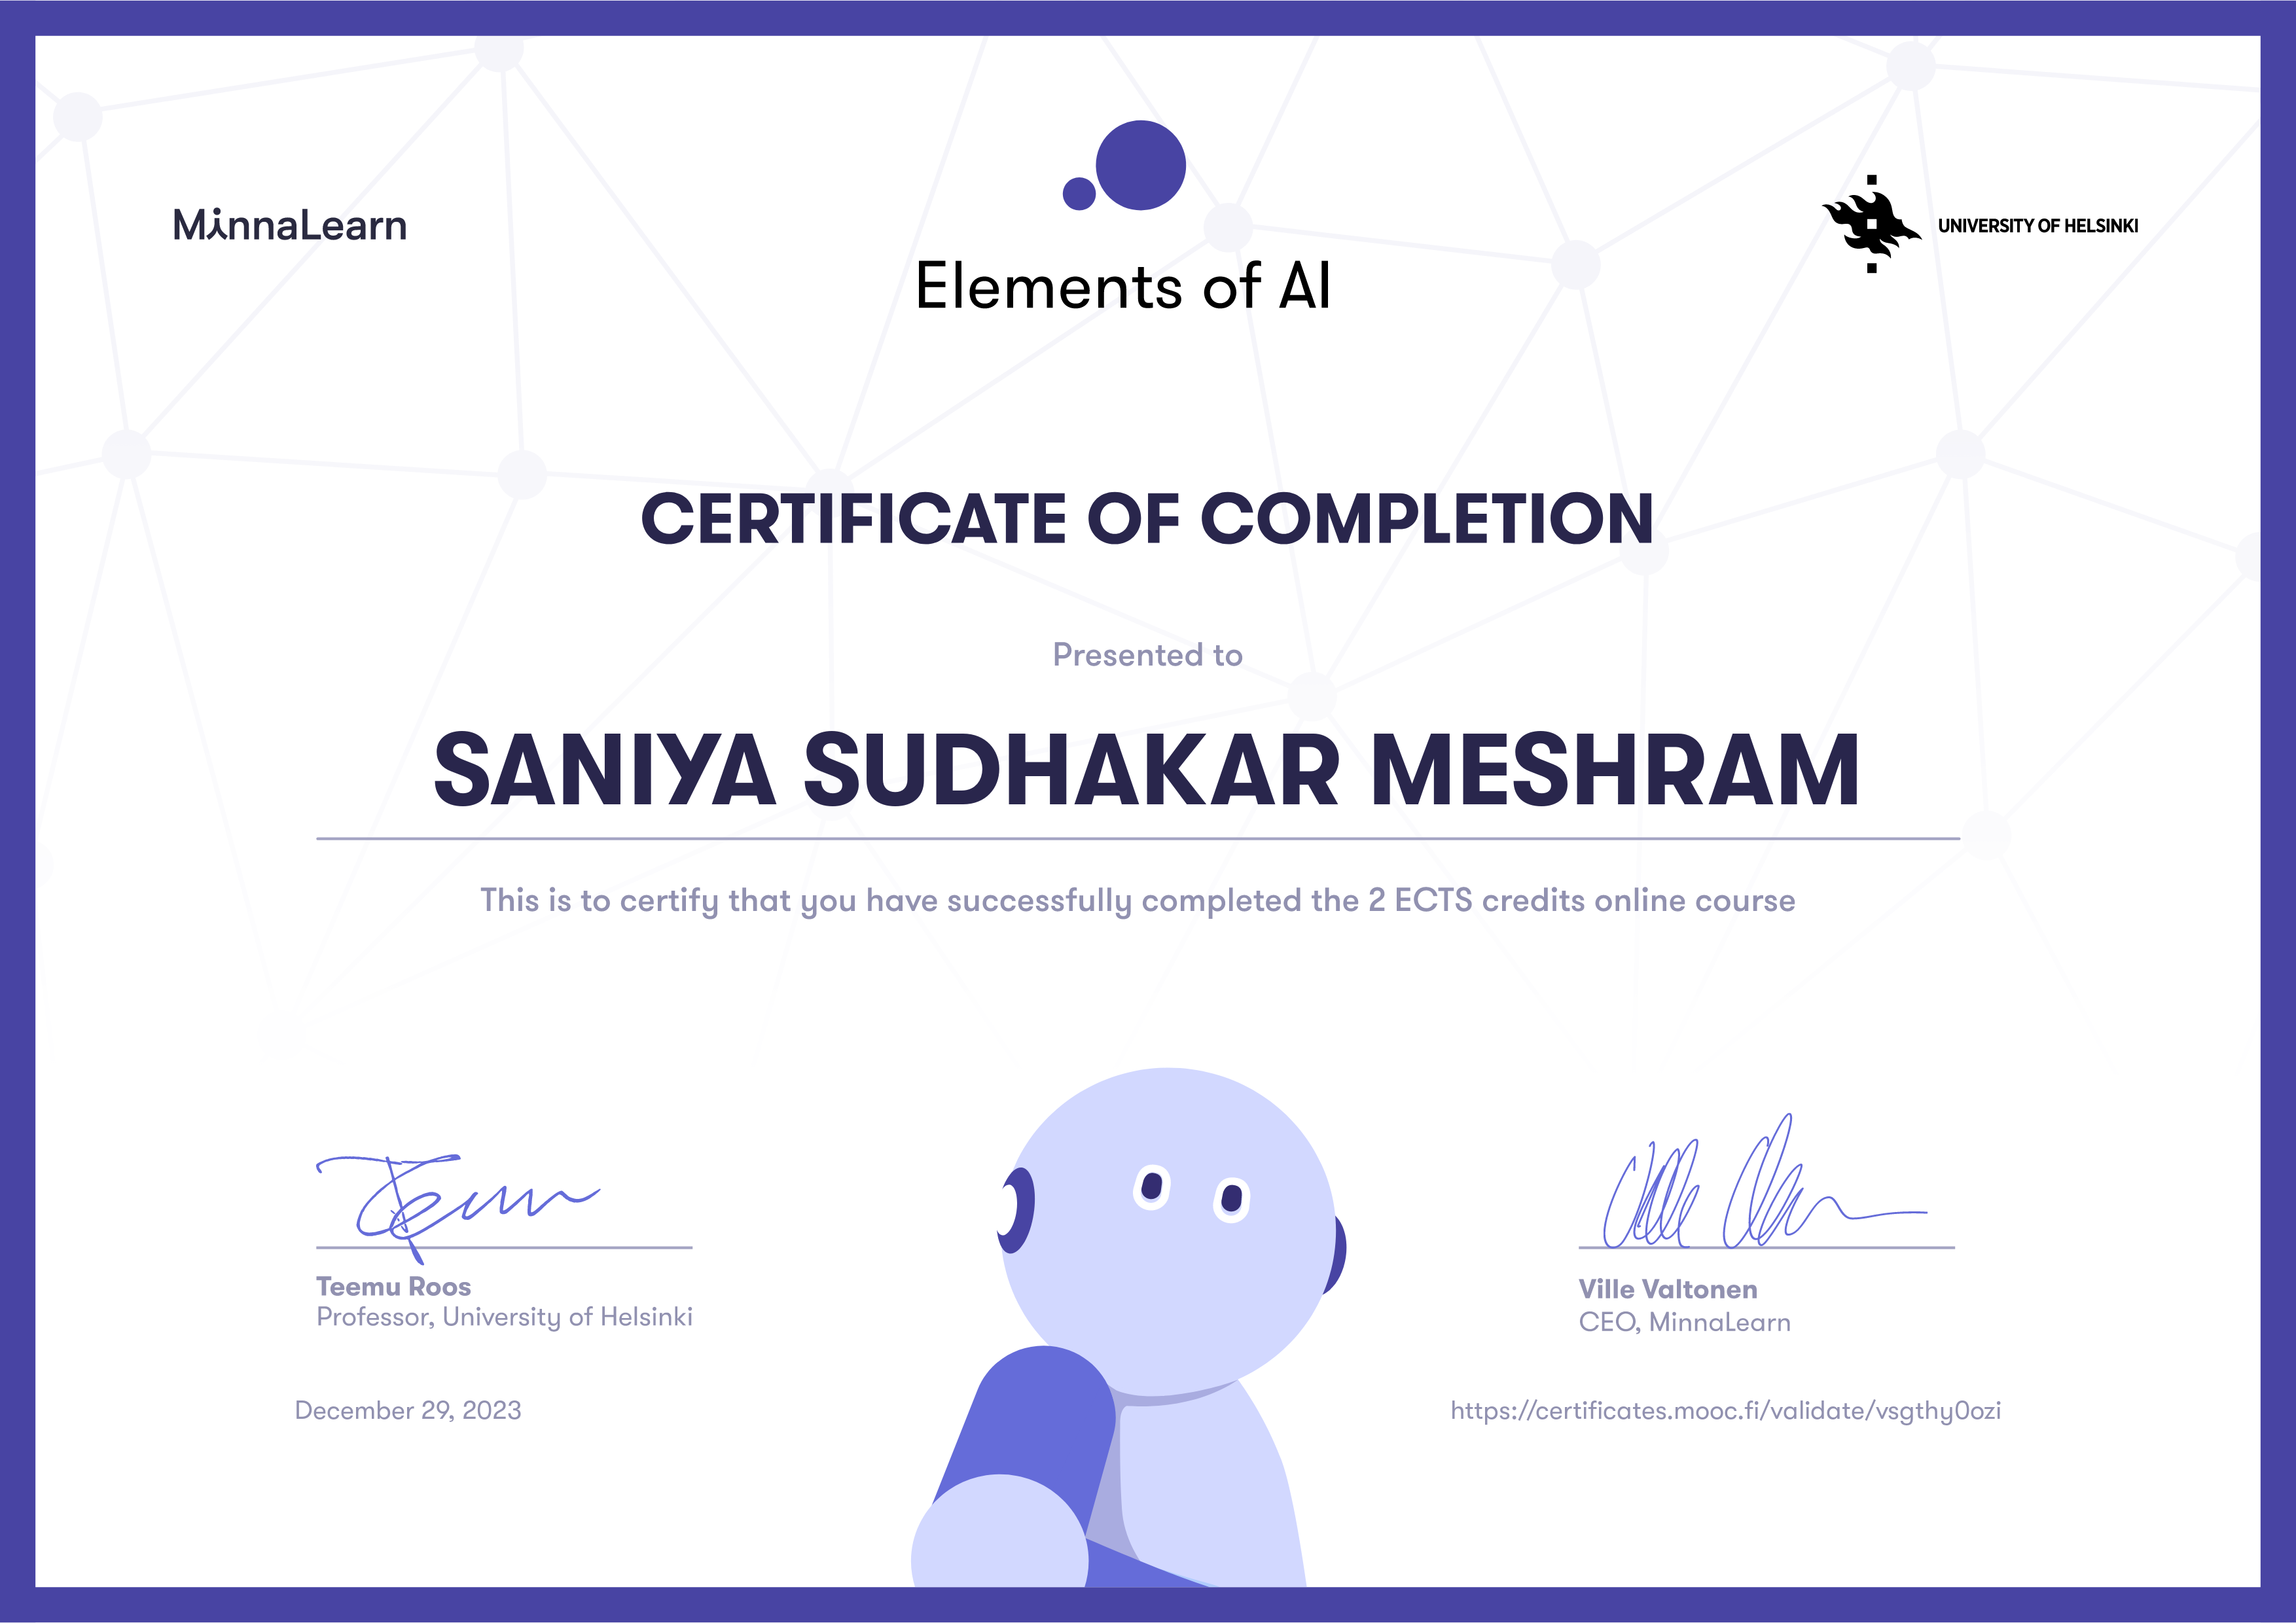 MinnaLearn
Elements of AI
UNIVERSITY OF HELSINKI
CERTIFICATE OF COMPLETION
Presented to
SANIYA SUDHAKAR MESHRAM
This is to certify that you have successfully completed the 2 ECTS credits online course
Teemu Roos
Professor, University of Helsinki
Ville Valtonen
CEO, MinnaLearn
December 29, 2023
https://certificates.mooc.fi/validate/vsgthy0ozi